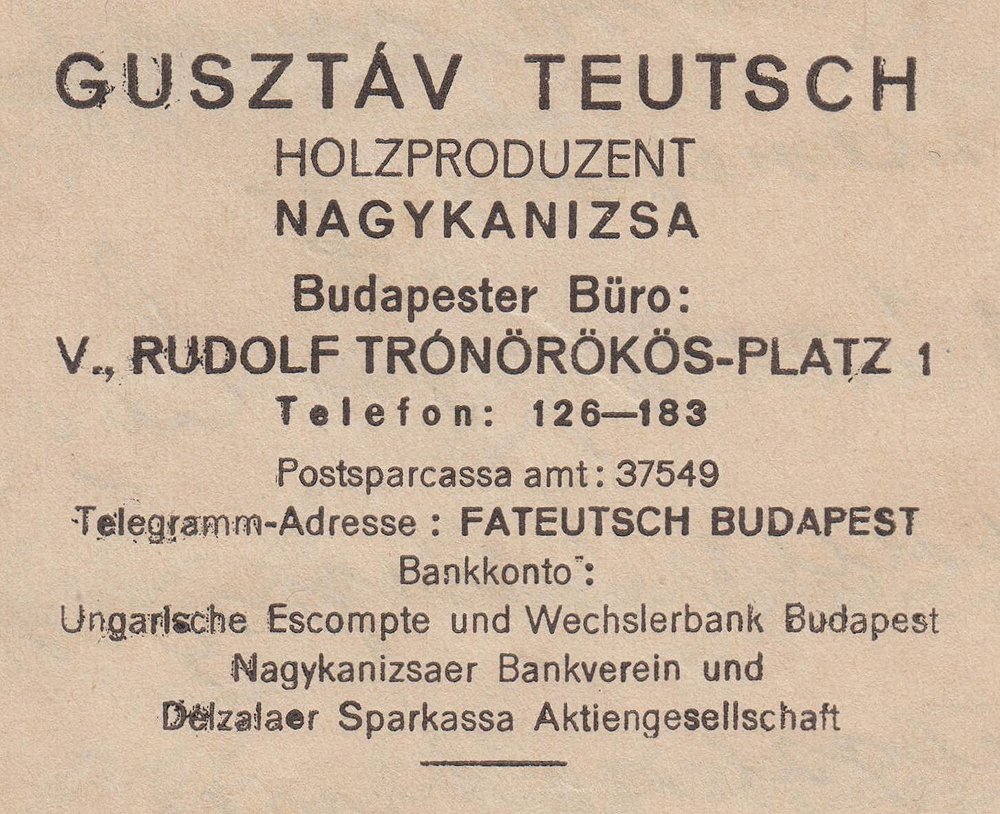 GUSZTÁV TEUTSCH
HOLZPRODUZENT
NAGYKANIZSA
Budapester Büro:
V., RUDOLF TRÓNÖRÖKÖS-PLATZ 1
Telefon: 126—183
Postsparcassa amt: 37549
Telegramm-Adresse: FATEUTSCH BUDAPEST
Bankkonto:
Ungarische Escompte und Wechslerbank Budapest
Nagykanizsaer Bankverein und
Délzalaer Sparkassa Aktiengesellschaft